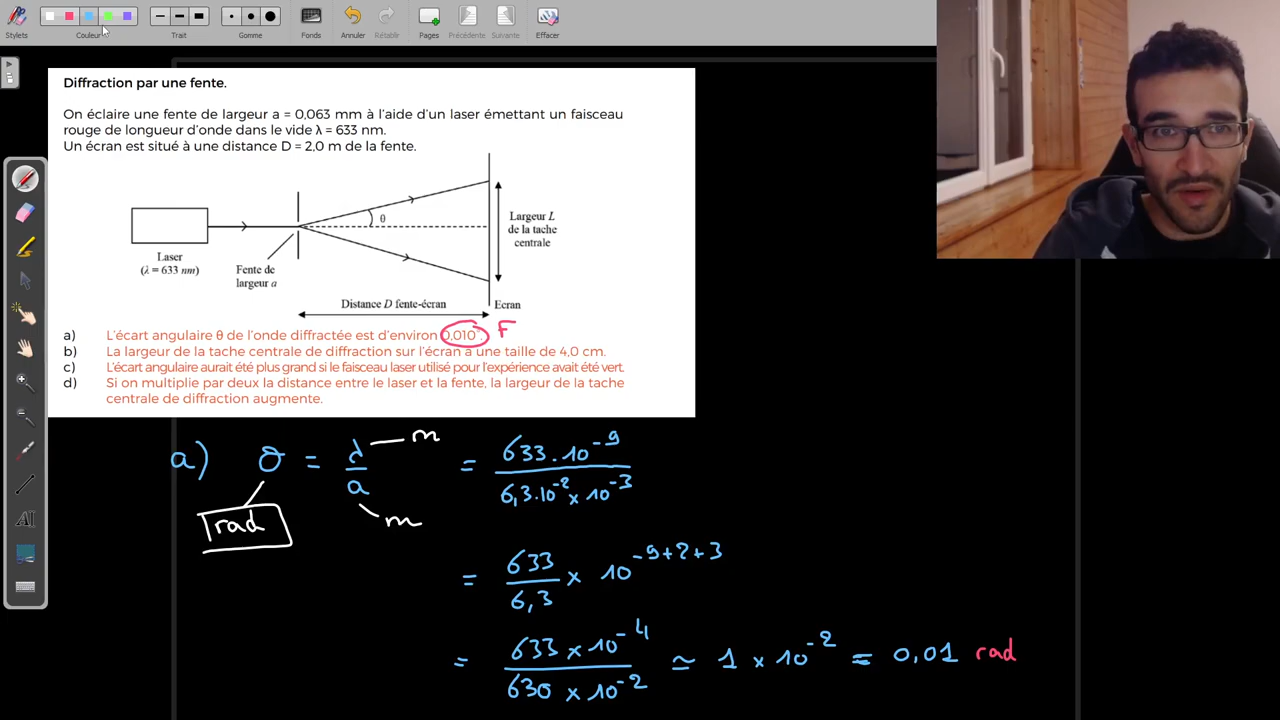 Stylets Couleurs Trait Gomme Fonds Annuler Rétablir Pages Précédente Suivante Effacer
Diffraction par une fente.
On éclaire une fente de largeur a = 0,063 mm à l'aide d'un laser émettant un faisceau
rouge de longueur d'onde dans le vide λ = 633 nm.
Un écran est situé à une distance D = 2,0 m de la fente.
θ
Largeur L
de la tache
centrale
Laser
(λ = 633 nm)
Fente de
largeur a
Distance D fente-écran
Ecran
a) L'écart angulaire θ de l'onde diffractée est d'environ 0,010°. F
b) La largeur de la tache centrale de diffraction sur l'écran a une taille de 4,0 cm.
c) L'écart angulaire aurait été plus grand si le faisceau laser utilisé pour l'expérience avait été vert.
d) Si on multiplie par deux la distance entre le laser et la fente, la largeur de la tache
centrale de diffraction augmente.
a) θ = λ/a = 633.10⁻⁹ / 6,3.10⁻² × 10⁻³
m
m
rad
= 633/6,3 × 10⁻⁹⁺²⁺³
= 633 × 10⁻⁴ / 630 × 10⁻² ≃ 1 × 10⁻² = 0,01 rad